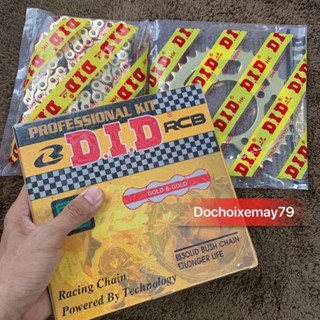 D.I.D
D.I.D
D.I.D
D.I.D
D.I.D
D.I.D
PROFESSIONAL KIT
D.I.D RCB
GOLD & GOLD
Dochoixemay79
SOLID BUSH CHAIN
LONGER LIFE
Racing Chain
Powered By Technology